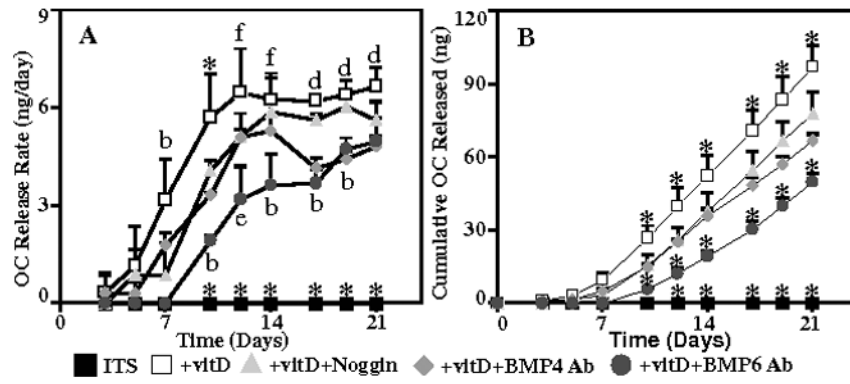 9
A
OC Release Rate (ng/day)
6
3
0
b
*
f
f
d
d
d
b
e
b
b
b
* * * * * *
0
7
14
21
Time (Days)
B
Cumulative OC Released (ng)
120
90
60
30
0
* * * * * * *
* * * * * *
* * * * * *
0
7
14
21
Time (Days)
ITS +vitD +vitD+Noggin +vitD+BMP4 Ab +vitD+BMP6 Ab